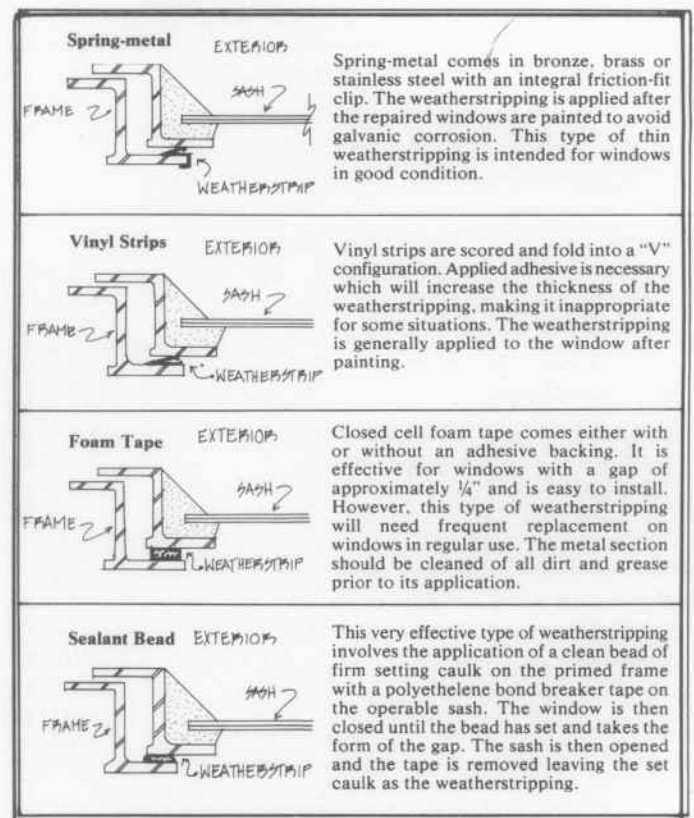 Spring-metal
EXTERIOR
SASH
FRAME
WEATHERSTRIP
Spring-metal comes in bronze, brass or
stainless steel with an integral friction-fit
clip. The weatherstripping is applied after
the repaired windows are painted to avoid
galvanic corrosion. This type of thin
weatherstripping is intended for windows
in good condition.
Vinyl Strips
EXTERIOR
SASH
FRAME
WEATHERSTRIP
Vinyl strips are scored and fold into a “V”
configuration. Applied adhesive is necessary
which will increase the thickness of the
weatherstripping, making it inappropriate
for some situations. The weatherstripping
is generally applied to the window after
painting.
Foam Tape
EXTERIOR
SASH
FRAME
WEATHERSTRIP
Closed cell foam tape comes either with
or without an adhesive backing. It is
effective for windows with a gap of
approximately ¼” and is easy to install.
However, this type of weatherstripping
will need frequent replacement on
windows in regular use. The metal section
should be cleaned of all dirt and grease
prior to its application.
Sealant Bead
EXTERIOR
SASH
FRAME
WEATHERSTRIP
This very effective type of weatherstripping
involves the application of a clean bead of
firm setting caulk on the primed frame
with a polyethelene bond breaker tape on
the operable sash. The window is then
closed until the bead has set and takes the
form of the gap. The sash is then opened
and the tape is removed leaving the set
caulk as the weatherstripping.